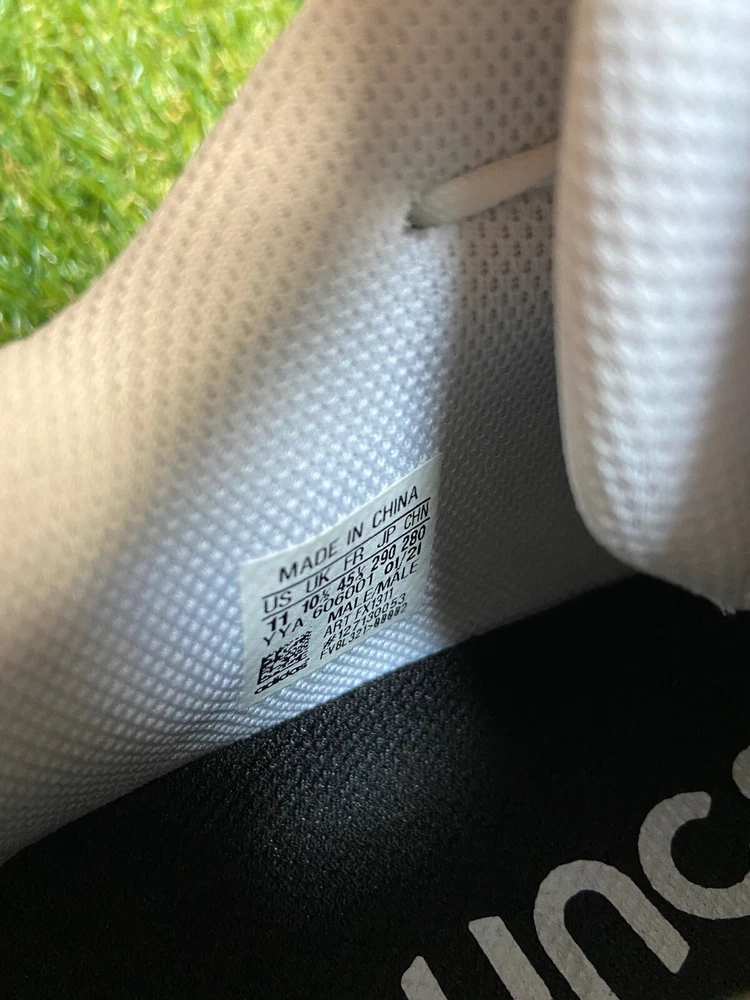 MADE IN CHINA
US UK FR JP CHN
11 10½ 45⅓ 290 280
YYA 606001 01/21
MALE/MALE
ART FX1311
#127130053
adidas
unc